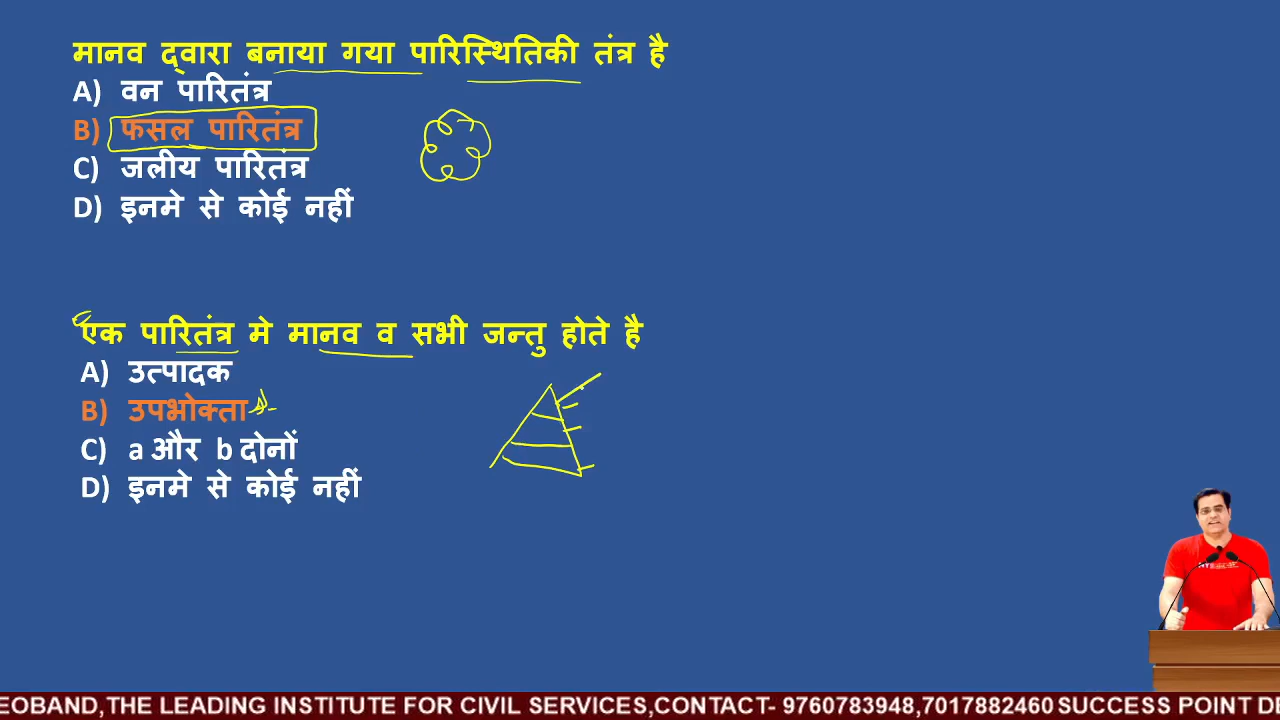 मानव द्वारा बनाया गया पारिस्थितिकी तंत्र है
A) वन पारितंत्र
B) फसल पारितंत्र
C) जलीय पारितंत्र
D) इनमे से कोई नहीं
एक पारितंत्र मे मानव व सभी जन्तु होते है
A) उत्पादक
B) उपभोक्ता
C) a और b दोनों
D) इनमे से कोई नहीं
EOBAND,THE LEADING INSTITUTE FOR CIVIL SERVICES,CONTACT- 9760783948,7017882460 SUCCESS POINT DE